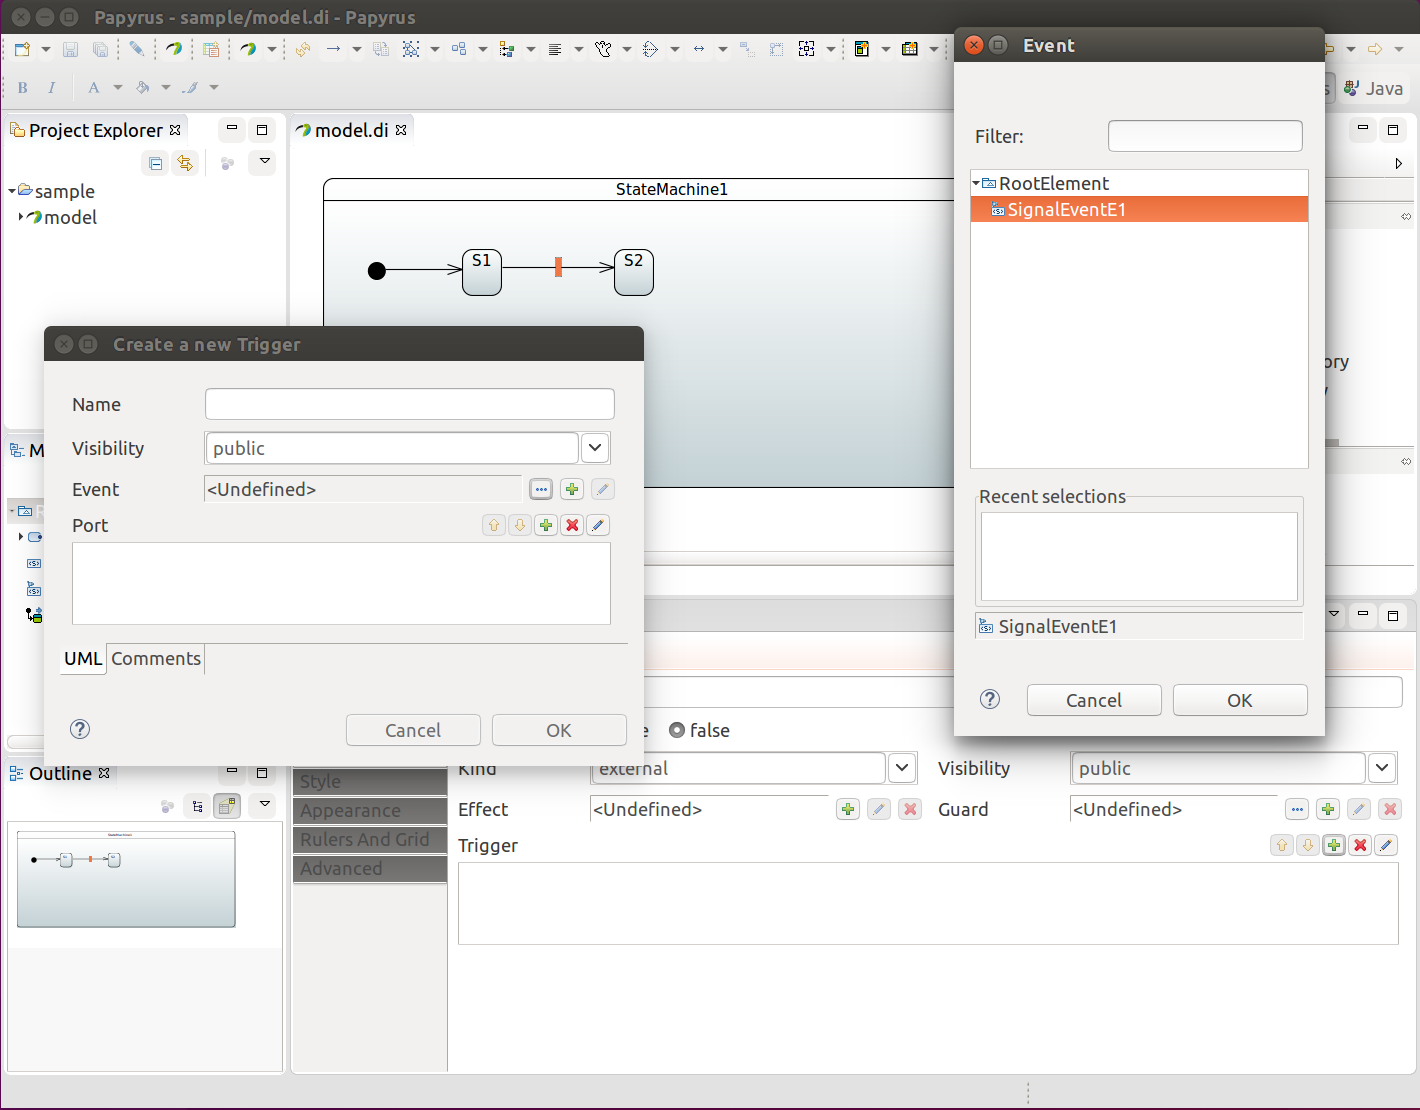 Papyrus - sample/model.di - Papyrus
Event
B I A
Java
Project Explorer
model.di
Filter:
sample
model
StateMachine1
RootElement
SignalEventE1
S1
S2
Create a new Trigger
Name
Visibility
public
Event
<Undefined>
Port
UML
Comments
Cancel
OK
ory
M
Recent selections
SignalEventE1
Cancel
OK
false
Outline
Kind
external
Visibility
public
Style
Appearance
Rulers And Grid
Advanced
Effect
<Undefined>
Guard
<Undefined>
Trigger